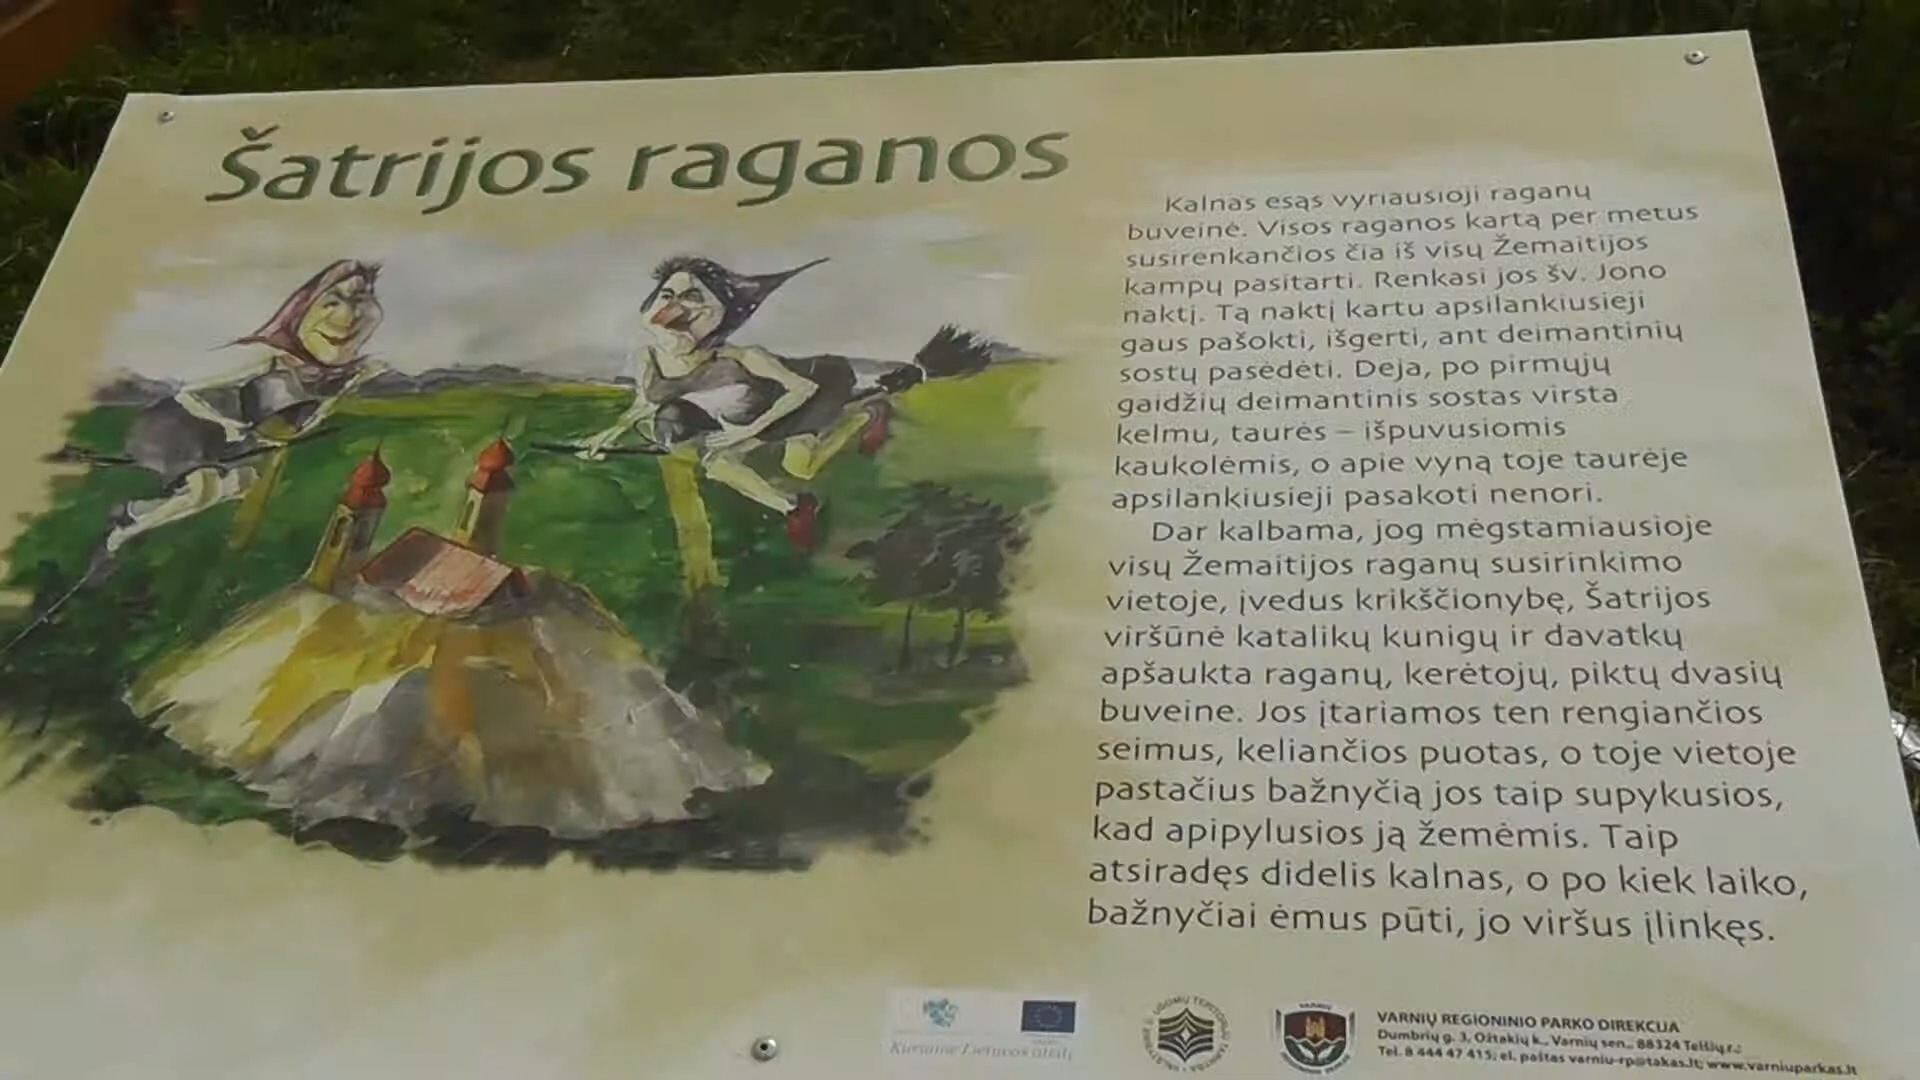 Šatrijos raganos
Kalnas esąs vyriausioji raganų
buveinė. Visos raganos kartą per metus
susirenkančios čia iš visų Žemaitijos
kampų pasitarti. Renkasi jos šv. Jono
naktį. Tą naktį kartu apsilankiusieji
gaus pašokti, išgerti, ant deimantinių
sostų pasėdėti. Deja, po pirmųjų
gaidžių deimantinis sostas virsta
kelmu, taurės – išpuvusiomis
kaukolėmis, o apie vyną toje taurėje
apsilankiusieji pasakoti nenori.
Dar kalbama, jog mėgstamiausioje
visų Žemaitijos raganų susirinkimo
vietoje, įvedus krikščionybę, Šatrijos
viršūnė katalikų kunigų ir davatkų
apšaukta raganų, kerėtojų, piktų dvasių
buveine. Jos įtariamos ten rengiančios
seimus, keliančios puotas, o toje vietoje
pastačius bažnyčią jos taip supykusios,
kad apipylusios ją žemėmis. Taip
atsiradęs didelis kalnas, o po kiek laiko,
bažnyčiai ėmus pūti, jo viršus įlinkęs.
Kuriame Lietuvos ateitį
VARNIŲ REGIONINIO PARKO DIREKCIJA
Dumbrių g. 3, Ožtakių k., Varnių sen., 88324 Telšių r.;
Tel. 8 444 47 415; el. paštas varniu-rp@takas.lt; www.varniuparkas.lt